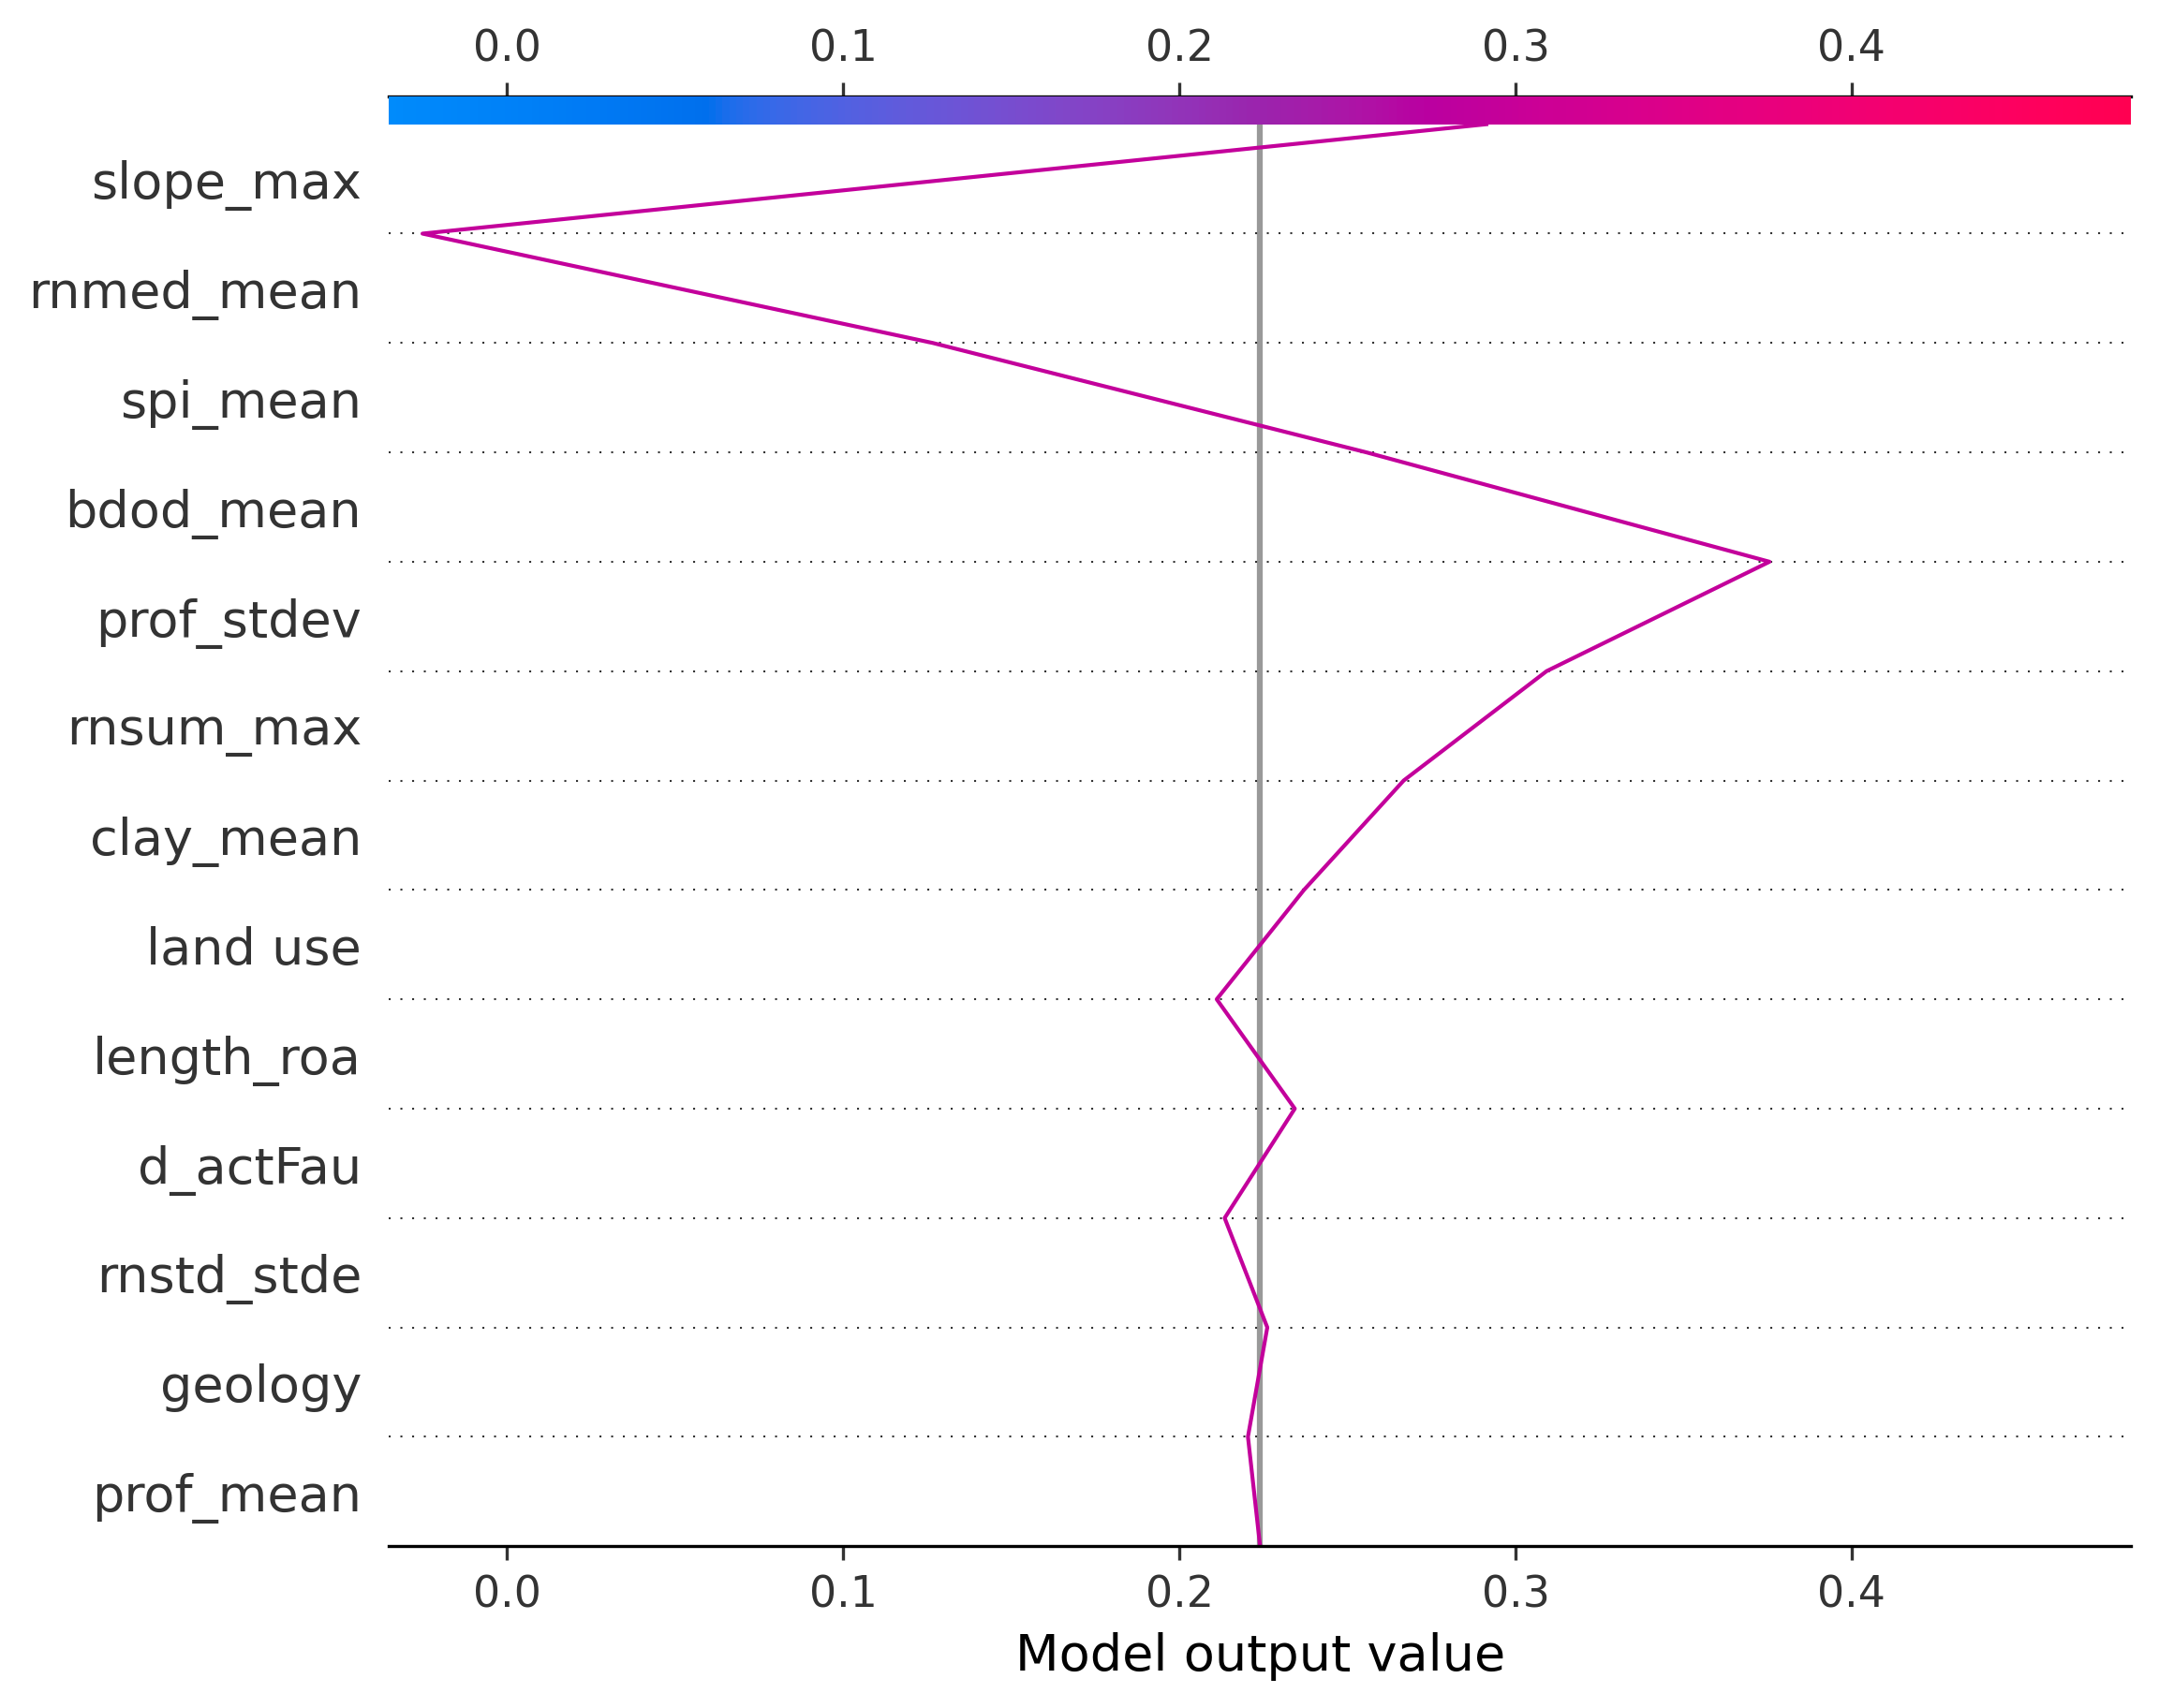 0.0 0.1 0.2 0.3 0.4
slope_max
rnmed_mean
spi_mean
bdod_mean
prof_stdev
rnsum_max
clay_mean
land use
length_roa
d_actFau
rnstd_stde
geology
prof_mean
0.0 0.1 0.2 0.3 0.4
Model output value